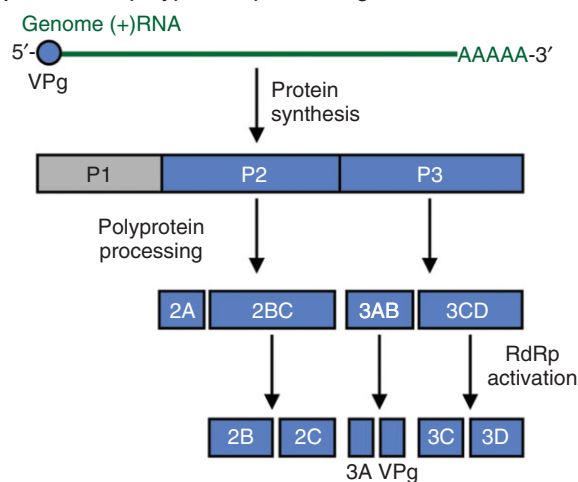 Genome (+)RNA
5′-
AAAAA-3′
VPg
Protein
synthesis
P1 P2 P3
Polyprotein
processing
2A 2BC 3AB 3CD
RdRp
activation
2B 2C 3C 3D
3A VPg